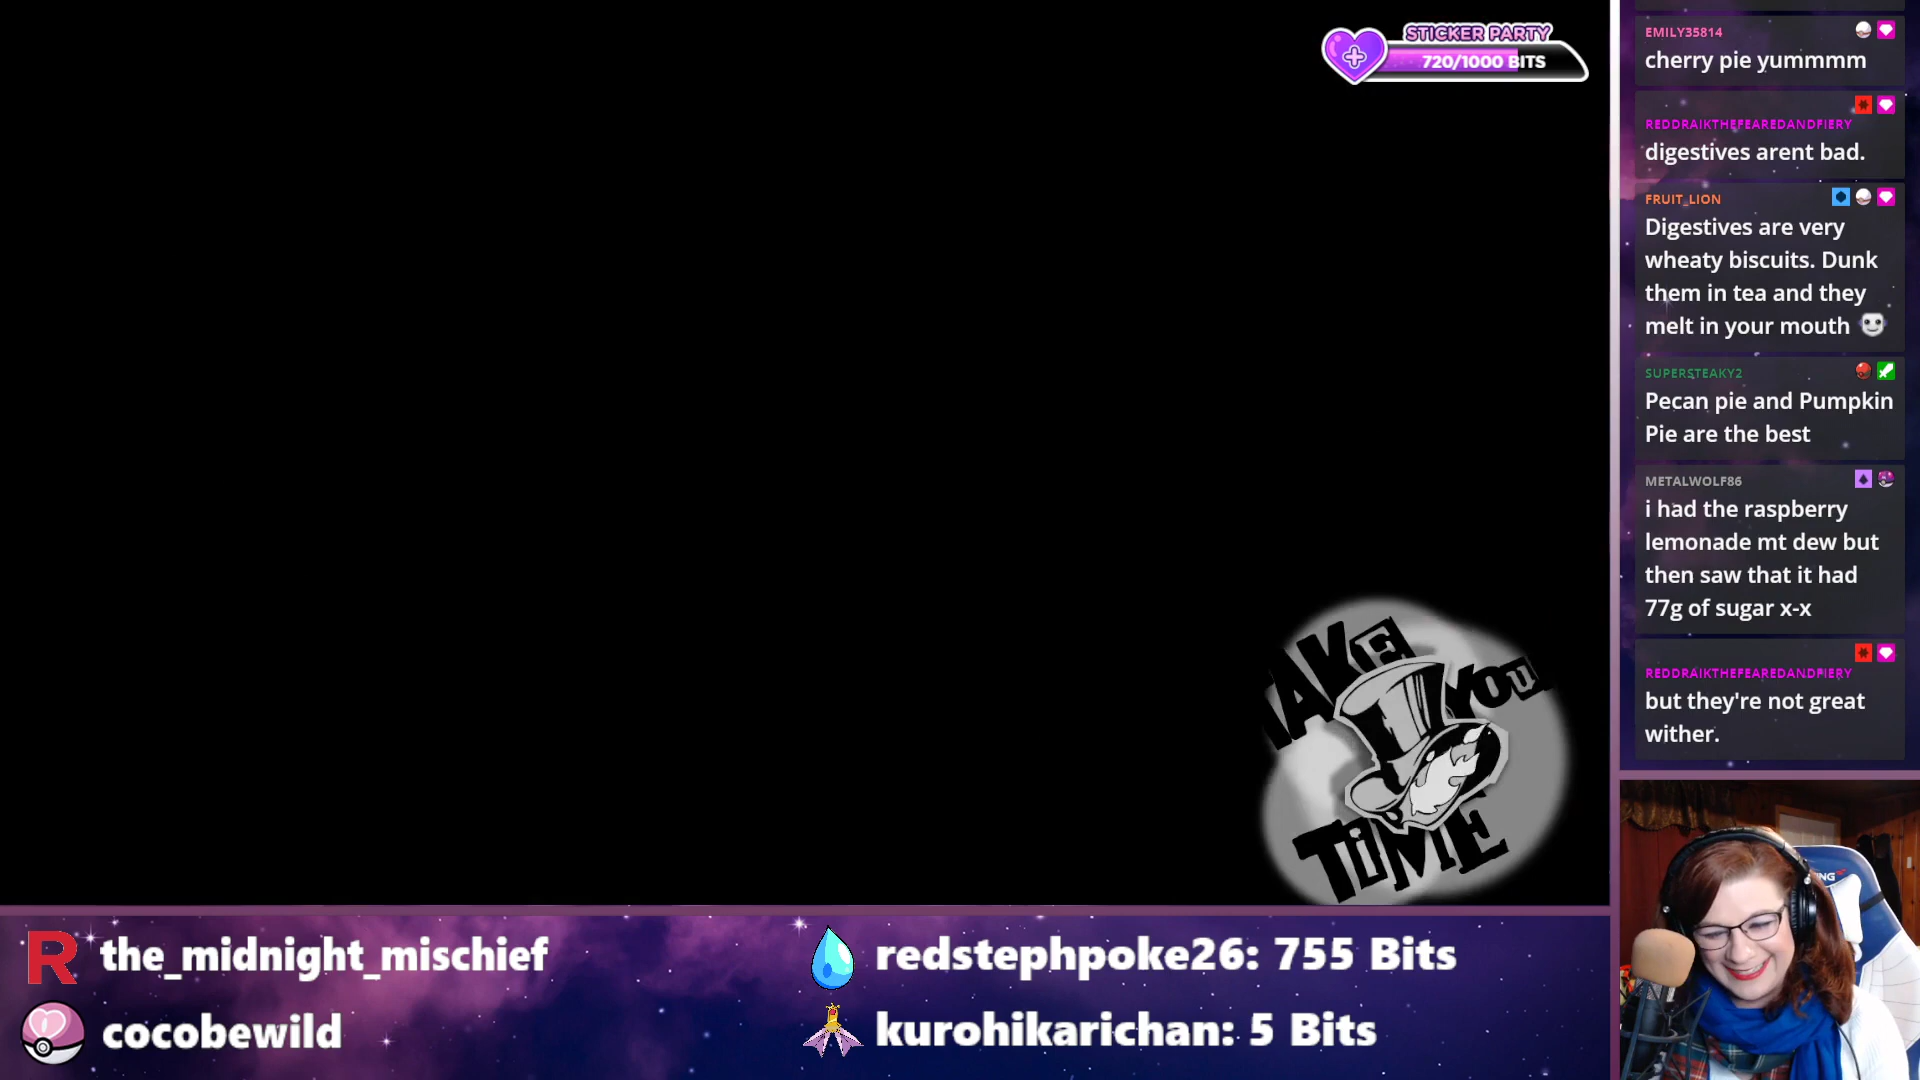 STICKER PARTY
720/1000 BITS
EMILY35814
cherry pie yummmm
REDDRAIKTHEFEAREDANDFIERY
digestives arent bad.
FRUIT_LION
Digestives are very
wheaty biscuits. Dunk
them in tea and they
melt in your mouth
SUPERSTEAKY2
Pecan pie and Pumpkin
Pie are the best
METALWOLF86
i had the raspberry
lemonade mt dew but
then saw that it had
77g of sugar x-x
REDDRAIKTHEFEAREDANDFIERY
but they're not great
wither.
TAKE
YOUR
TIME
R the_midnight_mischief
cocobewild
redstephpoke26: 755 Bits
kurohikarichan: 5 Bits